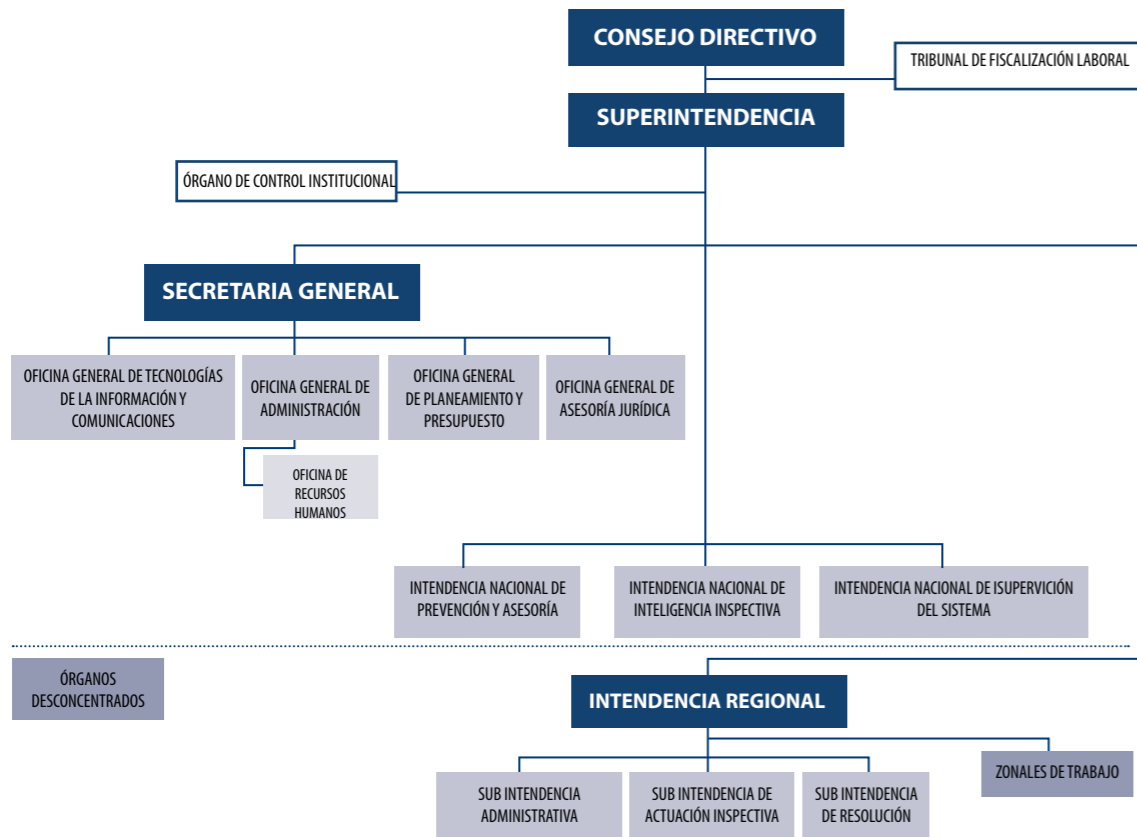 CONSEJO DIRECTIVO
TRIBUNAL DE FISCALIZACIÓN LABORAL
SUPERINTENDENCIA
ÓRGANO DE CONTROL INSTITUCIONAL
SECRETARIA GENERAL
OFICINA GENERAL DE TECNOLOGÍAS
DE LA INFORMACIÓN Y
COMUNICACIONES
OFICINA GENERAL DE
ADMINISTRACIÓN
OFICINA GENERAL
DE PLANEAMIENTO Y
PRESUPUESTO
OFICINA GENERAL DE
ASESORÍA JURÍDICA
OFICINA DE
RECURSOS
HUMANOS
INTENDENCIA NACIONAL DE
PREVENCIÓN Y ASESORÍA
INTENDENCIA NACIONAL DE
INTELIGENCIA INSPECTIVA
INTENDENCIA NACIONAL DE ISUPERVICIÓN
DEL SISTEMA
ÓRGANOS
DESCONCENTRADOS
INTENDENCIA REGIONAL
ZONALES DE TRABAJO
SUB INTENDENCIA
ADMINISTRATIVA
SUB INTENDENCIA DE
ACTUACIÓN INSPECTIVA
SUB INTENDENCIA
DE RESOLUCIÓN